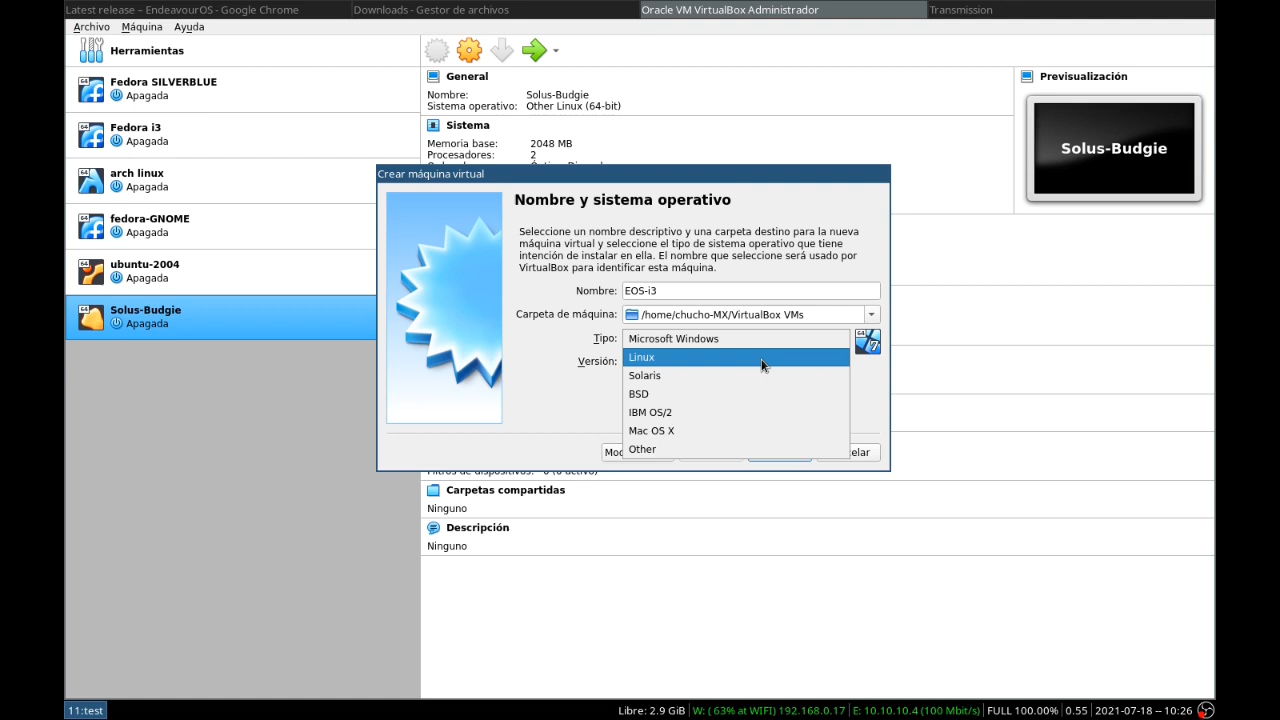 Latest release – EndeavourOS - Google Chrome
Downloads - Gestor de archivos
Oracle VM VirtualBox Administrador
Transmission
Archivo Máquina Ayuda
Herramientas
64
Fedora SILVERBLUE
Apagada
64
Fedora i3
Apagada
64
arch linux
Apagada
64
fedora-GNOME
Apagada
64
ubuntu-2004
Apagada
64
Solus-Budgie
Apagada
General
Nombre: Solus-Budgie
Sistema operativo: Other Linux (64-bit)
Sistema
Memoria base: 2048 MB
Procesadores: 2
Previsualización
Solus-Budgie
Crear máquina virtual
Nombre y sistema operativo
Seleccione un nombre descriptivo y una carpeta destino para la nueva
máquina virtual y seleccione el tipo de sistema operativo que tiene
intención de instalar en ella. El nombre que seleccione será usado por
VirtualBox para identificar esta máquina.
Nombre: EOS-i3
Carpeta de máquina: /home/chucho-MX/VirtualBox VMs
Tipo: Microsoft Windows
64
7
Linux
Versión:
Solaris
BSD
IBM OS/2
Mac OS X
Other
Carpetas compartidas
Ninguno
Descripción
Ninguno
11:test
Libre: 2.9 GiB W: ( 63% at WIFI) 192.168.0.17 E: 10.10.10.4 (100 Mbit/s) FULL 100.00% 0.55 2021-07-18 -- 10:26